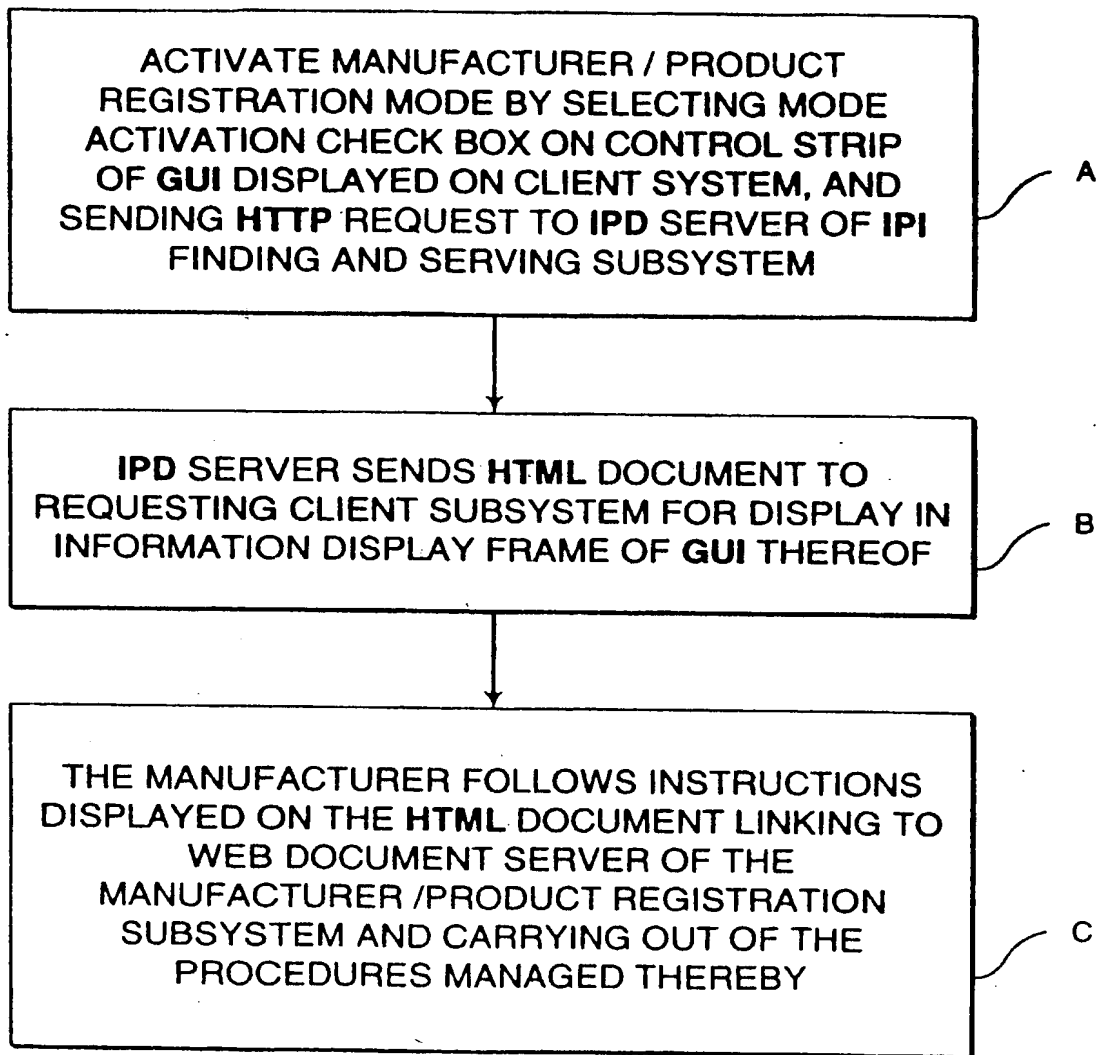 ACTIVATE MANUFACTURER / PRODUCT
REGISTRATION MODE BY SELECTING MODE
ACTIVATION CHECK BOX ON CONTROL STRIP
OF GUI DISPLAYED ON CLIENT SYSTEM, AND
SENDING HTTP REQUEST TO IPD SERVER OF IPI
FINDING AND SERVING SUBSYSTEM
A
IPD SERVER SENDS HTML DOCUMENT TO
REQUESTING CLIENT SUBSYSTEM FOR DISPLAY IN
INFORMATION DISPLAY FRAME OF GUI THEREOF
B
THE MANUFACTURER FOLLOWS INSTRUCTIONS
DISPLAYED ON THE HTML DOCUMENT LINKING TO
WEB DOCUMENT SERVER OF THE
MANUFACTURER /PRODUCT REGISTRATION
SUBSYSTEM AND CARRYING OUT OF THE
PROCEDURES MANAGED THEREBY
C